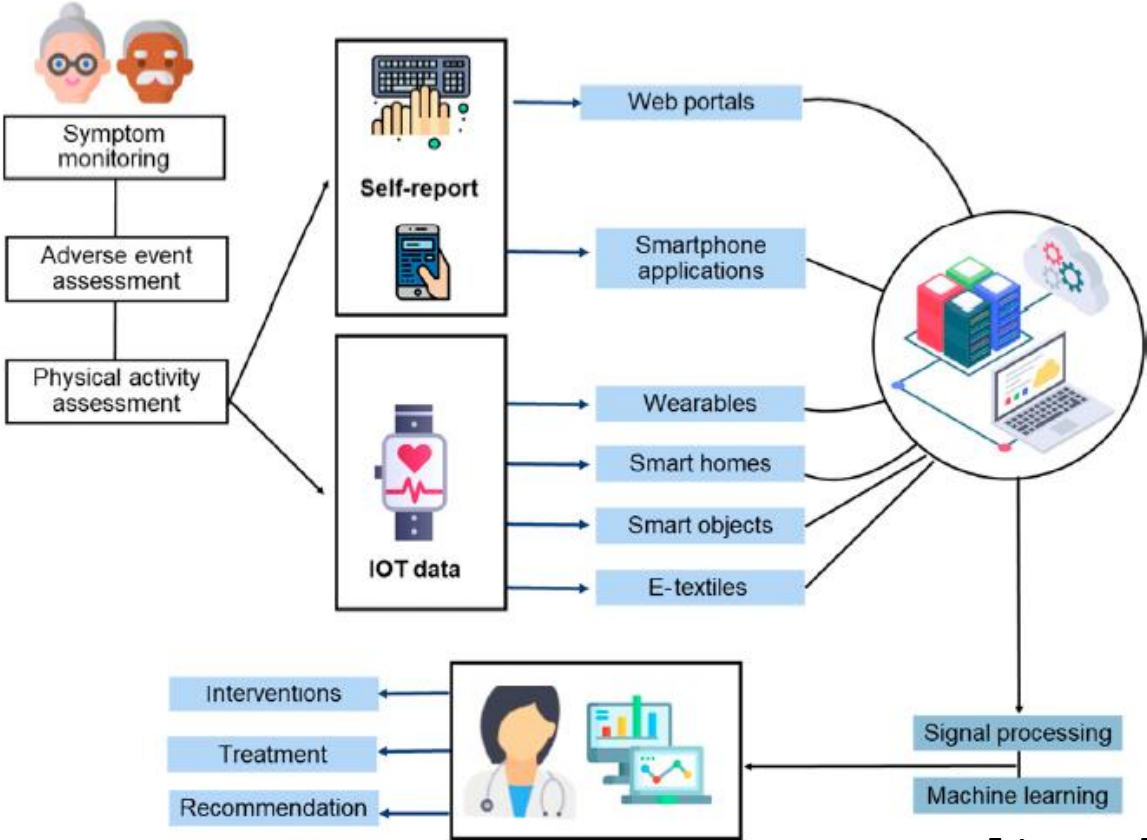 Symptom
monitoring
Adverse event
assessment
Physical activity
assessment
Self-report
IOT data
Web portals
Smartphone
applications
Wearables
Smart homes
Smart objects
E-textiles
Signal processing
Machine learning
Interventions
Treatment
Recommendation